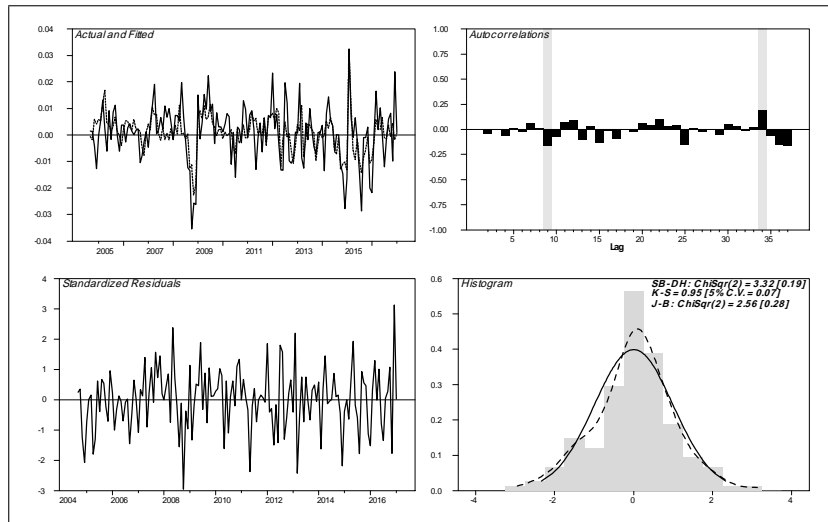 Actual and Fitted
0.04
0.03
0.02
0.01
0.00
-0.01
-0.02
-0.03
-0.04
2005 2007 2009 2011 2013 2015
Autocorrelations
1.00
0.75
0.50
0.25
0.00
-0.25
-0.50
-0.75
-1.00
5 10 15 20 25 30 35
Lag
Standardized Residuals
4
3
2
1
0
-1
-2
-3
2004 2006 2008 2010 2012 2014 2016
Histogram
SB-DH: ChiSqr(2) = 3.32 [0.19]
K-S = 0.95 [5% C.V. = 0.07]
J-B: ChiSqr(2) = 2.56 [0.28]
0.6
0.5
0.4
0.3
0.2
0.1
0.0
-4 -2 0 2 4